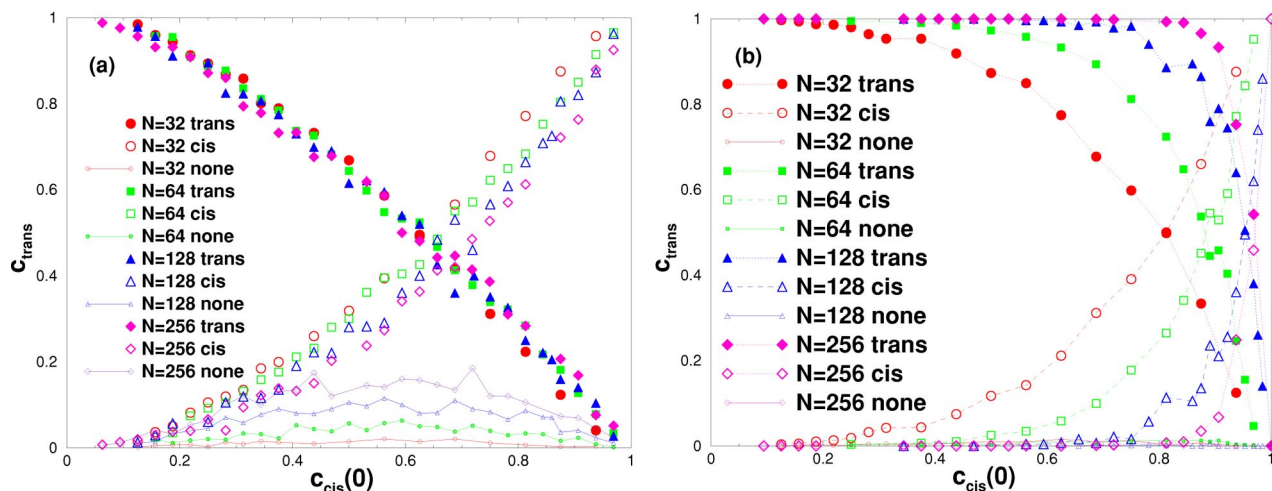 (a)
c_trans
1
0.8
0.6
0.4
0.2
0
N=32 trans
N=32 cis
N=32 none
N=64 trans
N=64 cis
N=64 none
N=128 trans
N=128 cis
N=128 none
N=256 trans
N=256 cis
N=256 none
0 0.2 0.4 0.6 0.8 1
c_cis(0)
(b)
c_trans
1
0.8
0.6
0.4
0.2
0
N=32 trans
N=32 cis
N=32 none
N=64 trans
N=64 cis
N=64 none
N=128 trans
N=128 cis
N=128 none
N=256 trans
N=256 cis
N=256 none
0 0.2 0.4 0.6 0.8 1
c_cis(0)